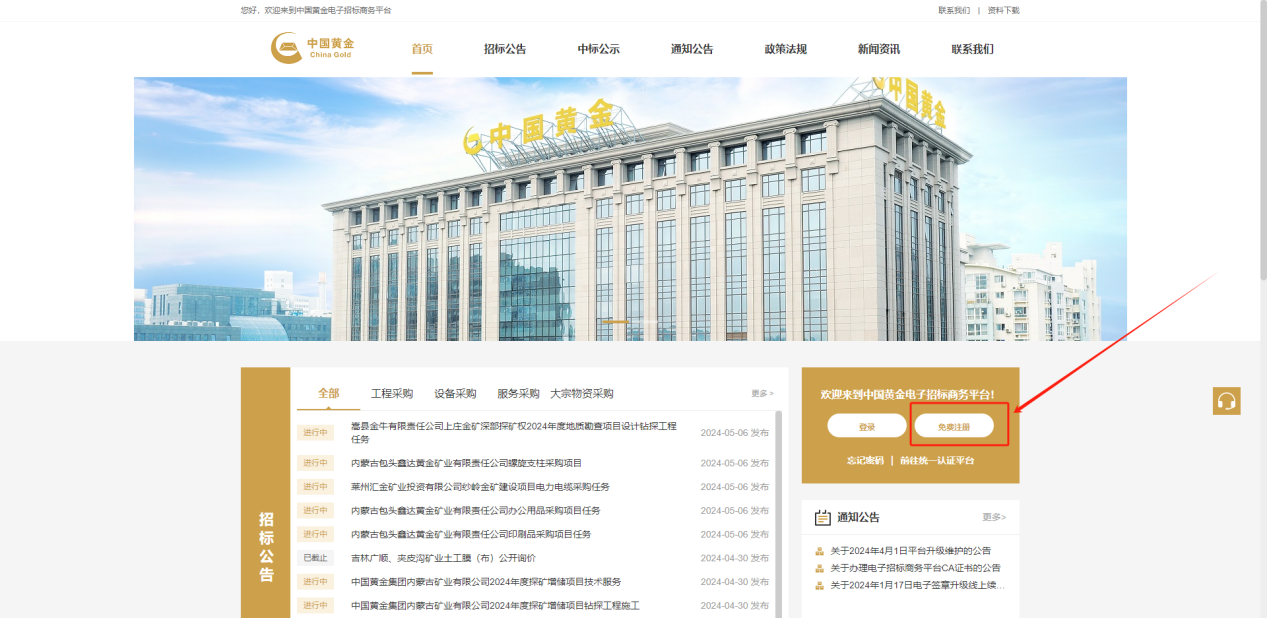 您好，欢迎来到中国黄金电子招标商务平台
联系我们 | 资料下载
中国黄金
China Gold
首页 招标公告 中标公示 通知公告 政策法规 新闻资讯 联系我们
中国黄金
中国黄金
全部 工程采购 设备采购 服务采购 大宗物资采购 更多 >
招标公告
进行中 嵩县金牛有限责任公司上庄金矿深部探矿权2024年度地质勘查项目设计钻探工程
任务 2024-05-06 发布
进行中 内蒙古包头鑫达黄金矿业有限责任公司螺旋支柱采购项目 2024-05-06 发布
进行中 莱州汇金矿业投资有限公司纱岭金矿建设项目电力电缆采购任务 2024-05-06 发布
进行中 内蒙古包头鑫达黄金矿业有限责任公司办公用品采购项目任务 2024-05-06 发布
进行中 内蒙古包头鑫达黄金矿业有限责任公司印刷品采购项目任务 2024-05-06 发布
已截止 吉林广顺、夹皮沟矿业土工膜（布）公开询价 2024-04-30 发布
进行中 中国黄金集团内蒙古矿业有限公司2024年度探矿增储项目技术服务 2024-04-30 发布
进行中 中国黄金集团内蒙古矿业有限公司2024年度探矿增储项目钻探工程施工 2024-04-30 发布
欢迎来到中国黄金电子招标商务平台!
登录 免费注册
忘记密码 | 前往统一认证平台
通知公告 更多>
关于2024年4月1日平台升级维护的公告
关于办理电子招标商务平台CA证书的公告
关于2024年1月17日电子签章升级线上续...